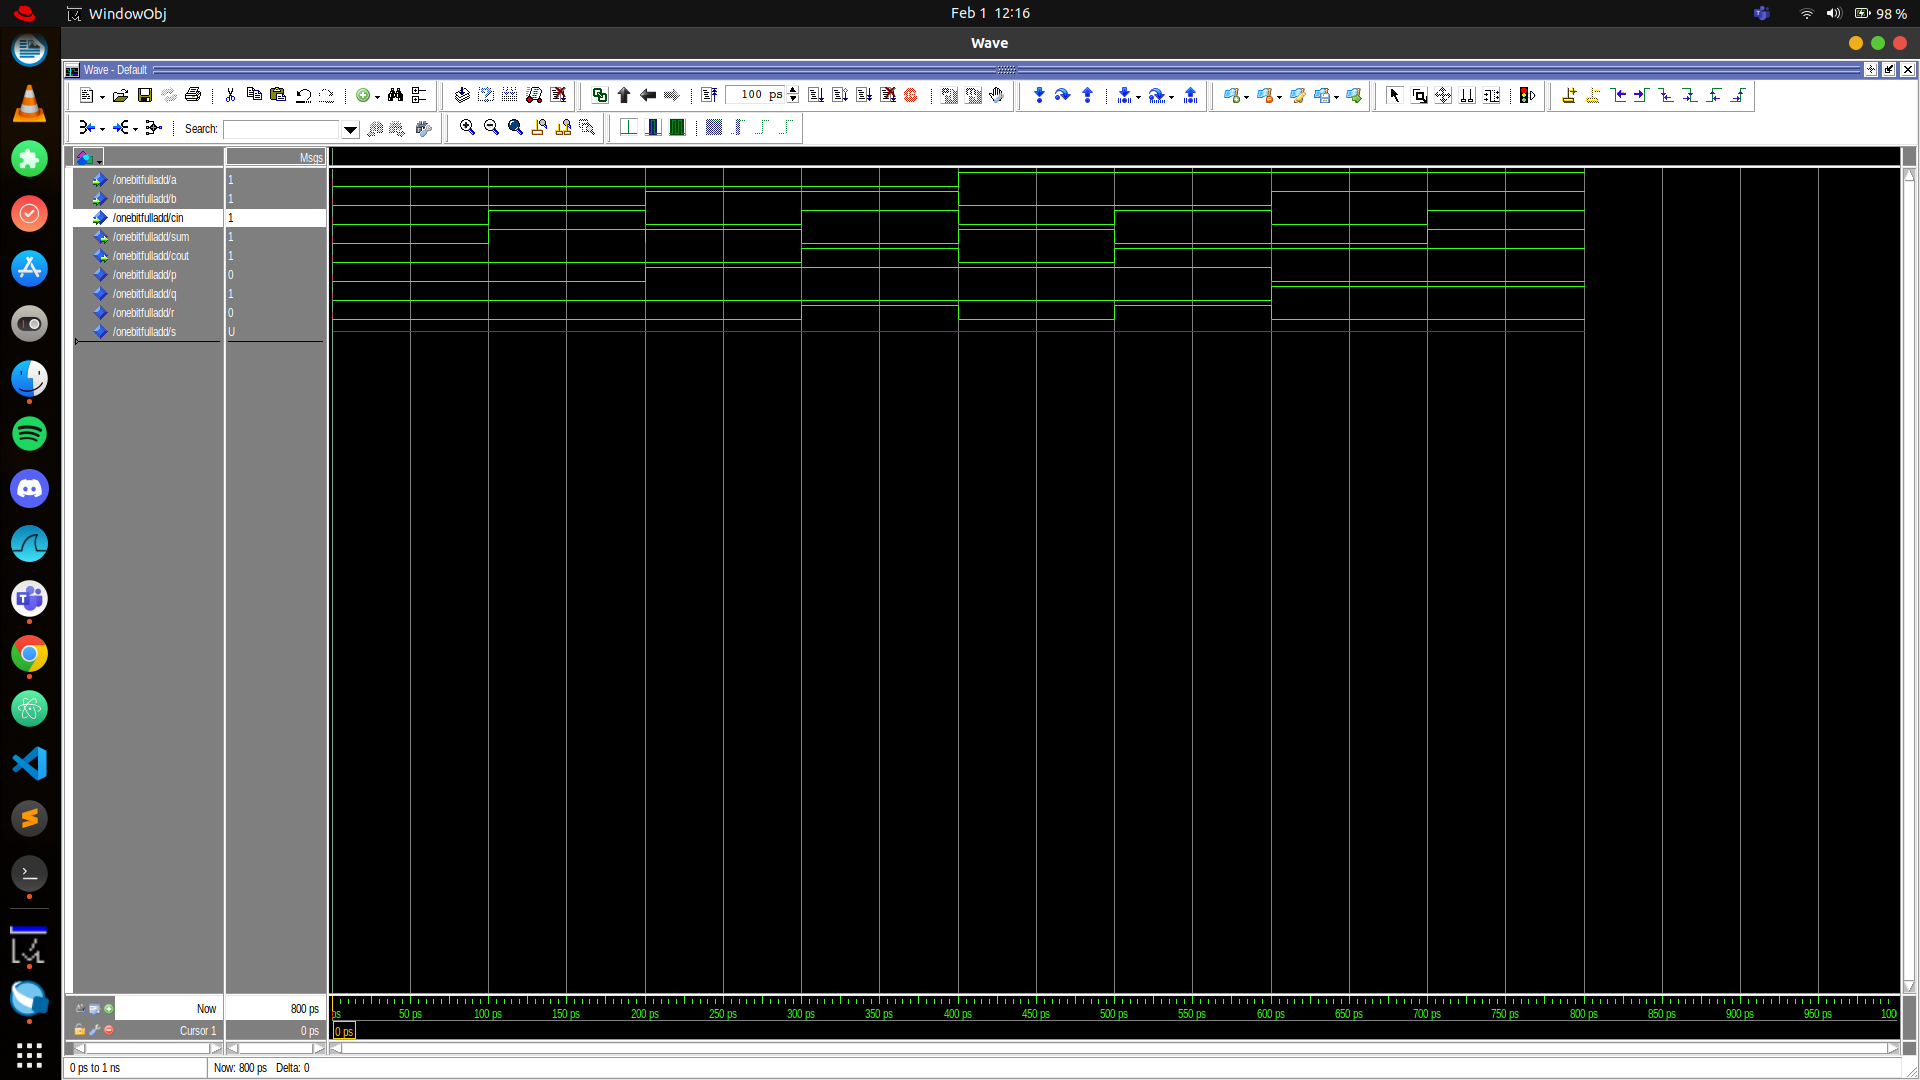 WindowObj
Feb 1 12:16
98 %
Wave
Wave - Default
100 ps
Search:
Msgs
/onebitfulladd/a 1
/onebitfulladd/b 1
/onebitfulladd/cin 1
/onebitfulladd/sum 1
/onebitfulladd/cout 1
/onebitfulladd/p 0
/onebitfulladd/q 1
/onebitfulladd/r 0
/onebitfulladd/s U
Now 800 ps
ps 50 ps 100 ps 150 ps 200 ps 250 ps 300 ps 350 ps 400 ps 450 ps 500 ps 550 ps 600 ps 650 ps 700 ps 750 ps 800 ps 850 ps 900 ps 950 ps 100
Cursor 1 0 ps
0 ps
0 ps to 1 ns
Now: 800 ps Delta: 0